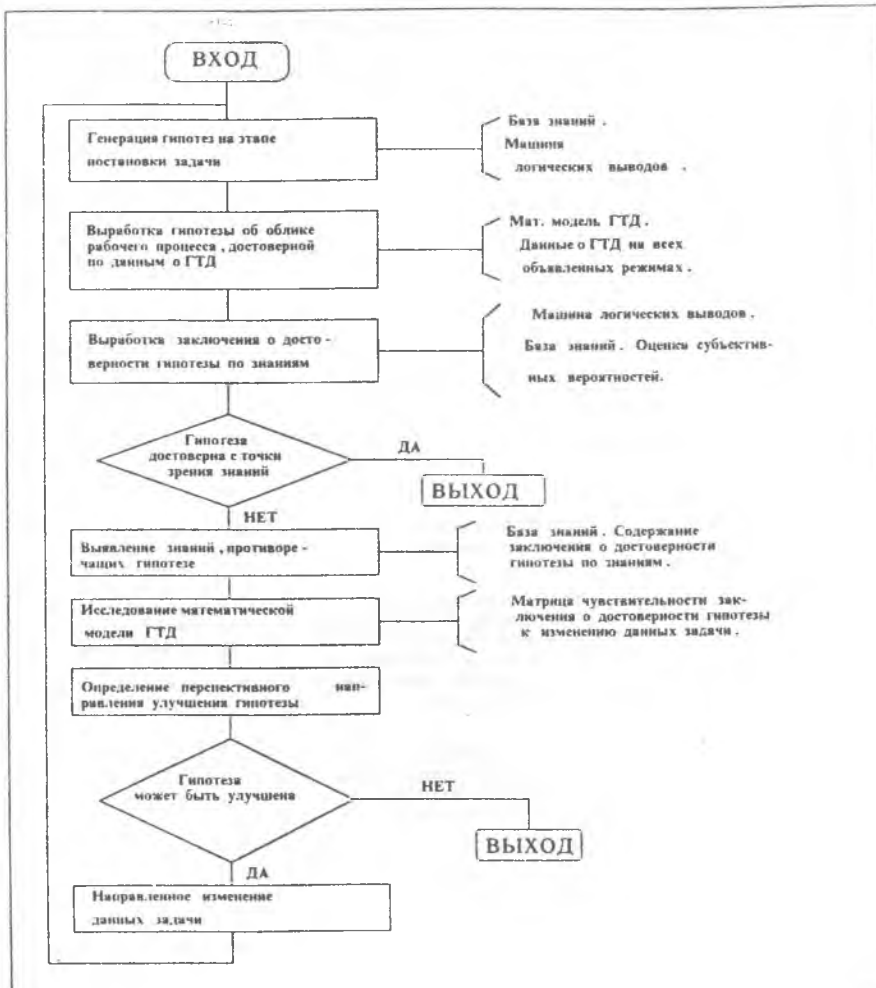 ВХОД
Генерация гипотез на этапе
постановки задачи
База знаний .
Машина
логических выводов .
Выработка гипотезы об облике
рабочего процесса , достоверной
по данным о ГТД
Мат. модель ГТД .
Данные о ГТД на всех
объявленных режимах .
Выработка заключения о досто -
верности гипотезы по знаниям
Машина логических выводов .
База знаний . Оценки субъектив-
ных вероятностей.
Гипотеза
достоверна с точки
зрения знаний
ДА
ВЫХОД
НЕТ
Выявление знаний , противоре -
чащих гипотезе
База знаний . Содержание
заключения о достоверности
гипотезы по знаниям .
Исследование математической
модели ГТД
Матрица чувствительности зак-
лючения о достоверности гипотезы
к изменению данных задачи .
Определение перспективного нап-
равления улучшения гипотезы
Гипотеза
может быть улучшена
НЕТ
ВЫХОД
ДА
Направленное изменение
данных задачи